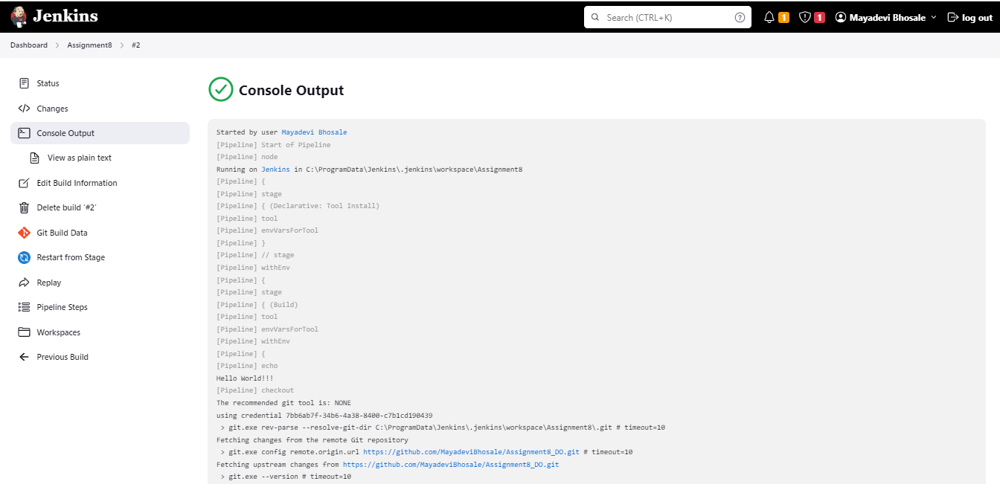 Jenkins
Search (CTRL+K)
1
1
Mayadevi Bhosale
log out
Dashboard
Assignment8
#2
Status
Changes
Console Output
View as plain text
Edit Build Information
Delete build ‘#2’
Git Build Data
Restart from Stage
Replay
Pipeline Steps
Workspaces
Previous Build
Console Output
Started by user Mayadevi Bhosale
[Pipeline] Start of Pipeline
[Pipeline] node
Running on Jenkins in C:\ProgramData\Jenkins\.jenkins\workspace\Assignment8
[Pipeline] {
[Pipeline] stage
[Pipeline] { (Declarative: Tool Install)
[Pipeline] tool
[Pipeline] envVarsForTool
[Pipeline] }
[Pipeline] // stage
[Pipeline] withEnv
[Pipeline] {
[Pipeline] stage
[Pipeline] { (Build)
[Pipeline] tool
[Pipeline] envVarsForTool
[Pipeline] withEnv
[Pipeline] {
[Pipeline] echo
Hello World!!!
[Pipeline] checkout
The recommended git tool is: NONE
using credential 7bb6ab7f-34b6-4a38-8400-c7b1cd190439
> git.exe rev-parse --resolve-git-dir C:\ProgramData\Jenkins\.jenkins\workspace\Assignment8\.git # timeout=10
Fetching changes from the remote Git repository
> git.exe config remote.origin.url https://github.com/MayadeviBhosale/Assignment8_DO.git # timeout=10
Fetching upstream changes from https://github.com/MayadeviBhosale/Assignment8_DO.git
> git.exe --version # timeout=10